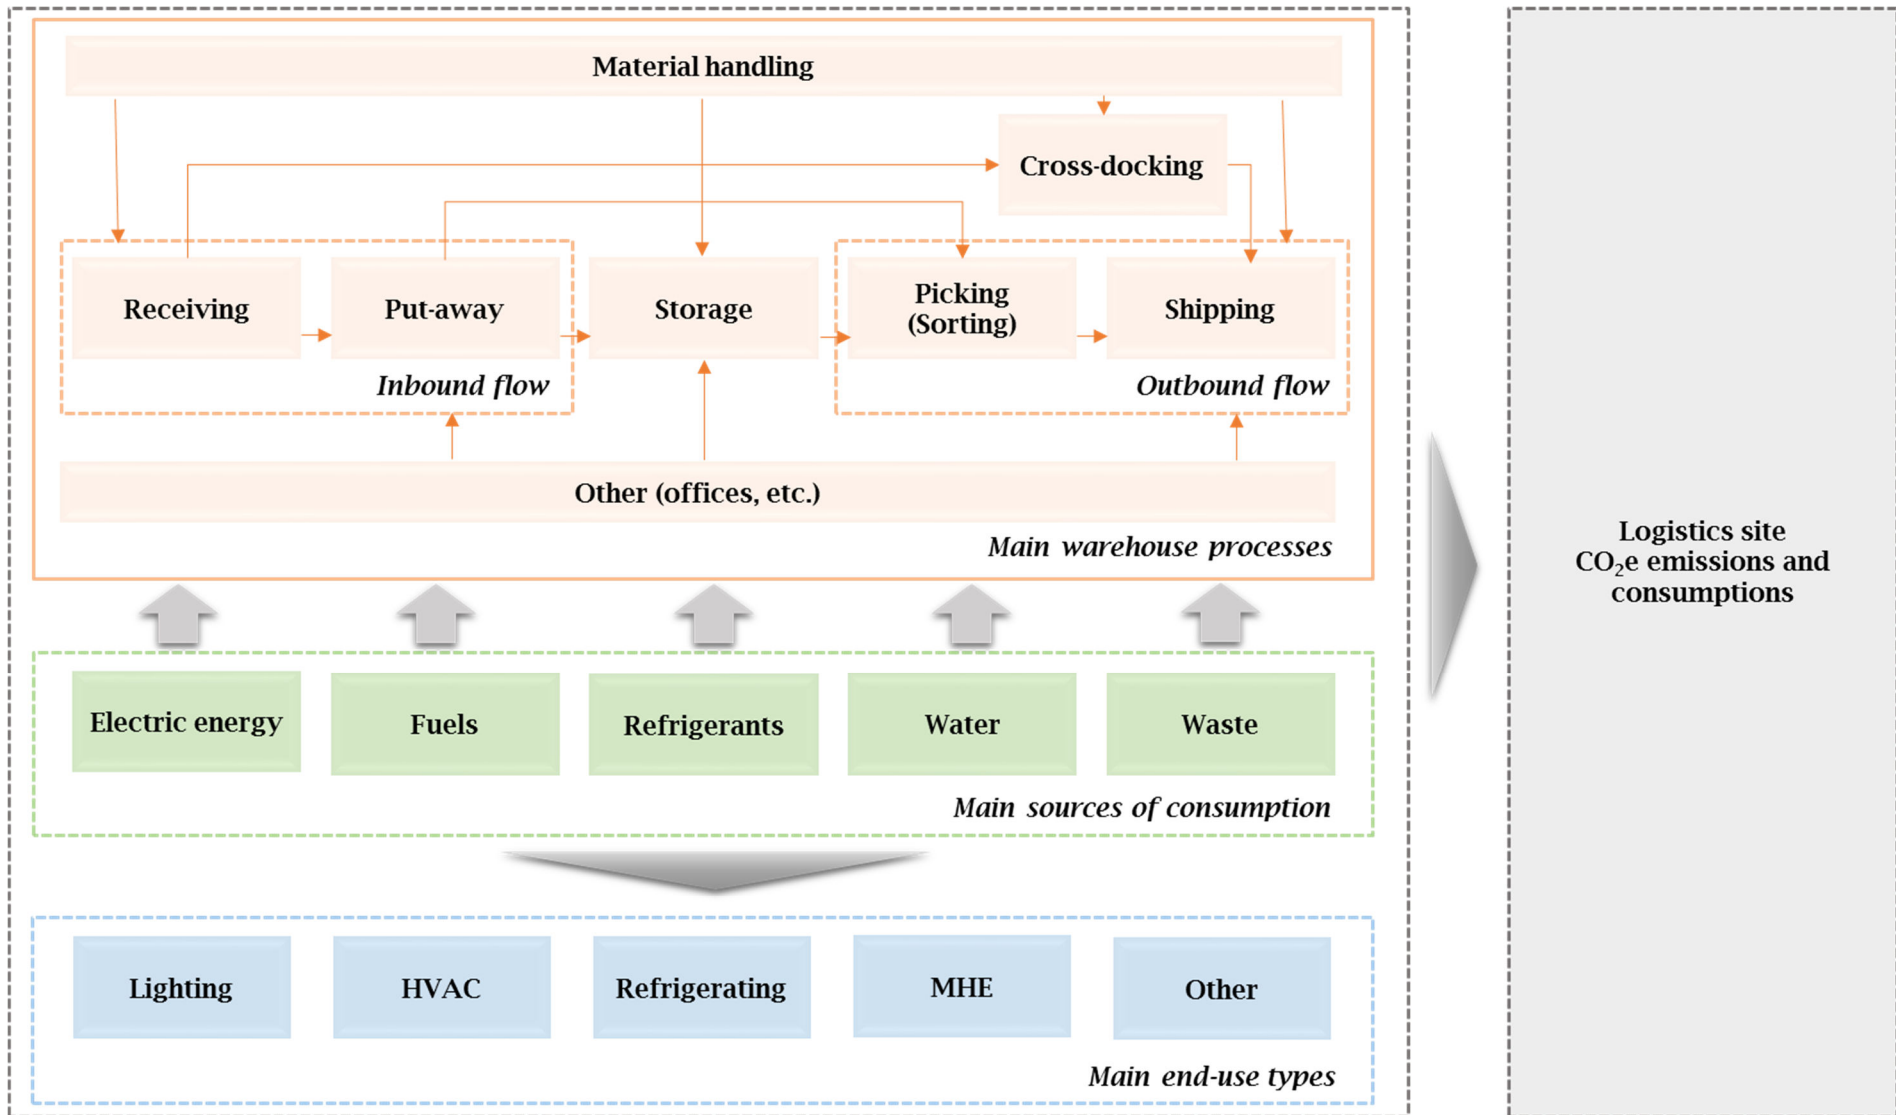 Material handling
Cross-docking
Receiving
Put-away
Storage
Picking
(Sorting)
Shipping
Inbound flow
Outbound flow
Other (offices, etc.)
Main warehouse processes
Electric energy
Fuels
Refrigerants
Water
Waste
Main sources of consumption
Lighting
HVAC
Refrigerating
MHE
Other
Main end-use types
Logistics site
CO₂e emissions and
consumptions